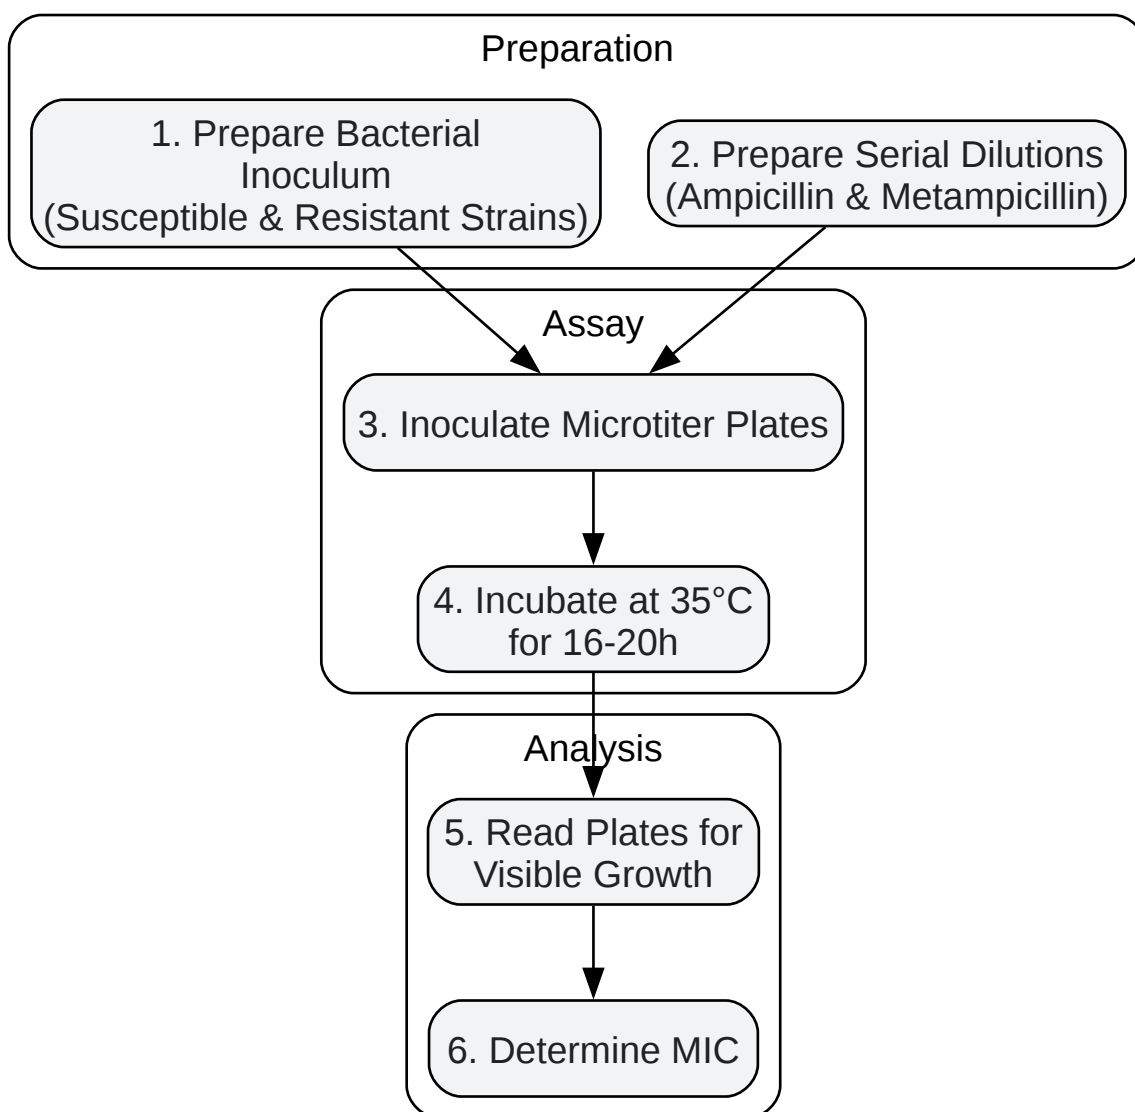 Preparation
1. Prepare Bacterial
Inoculum
(Susceptible & Resistant Strains)
2. Prepare Serial Dilutions
(Ampicillin & Metampicillin)
Assay
3. Inoculate Microtiter Plates
4. Incubate at 35°C
for 16-20h
Analysis
5. Read Plates for
Visible Growth
6. Determine MIC